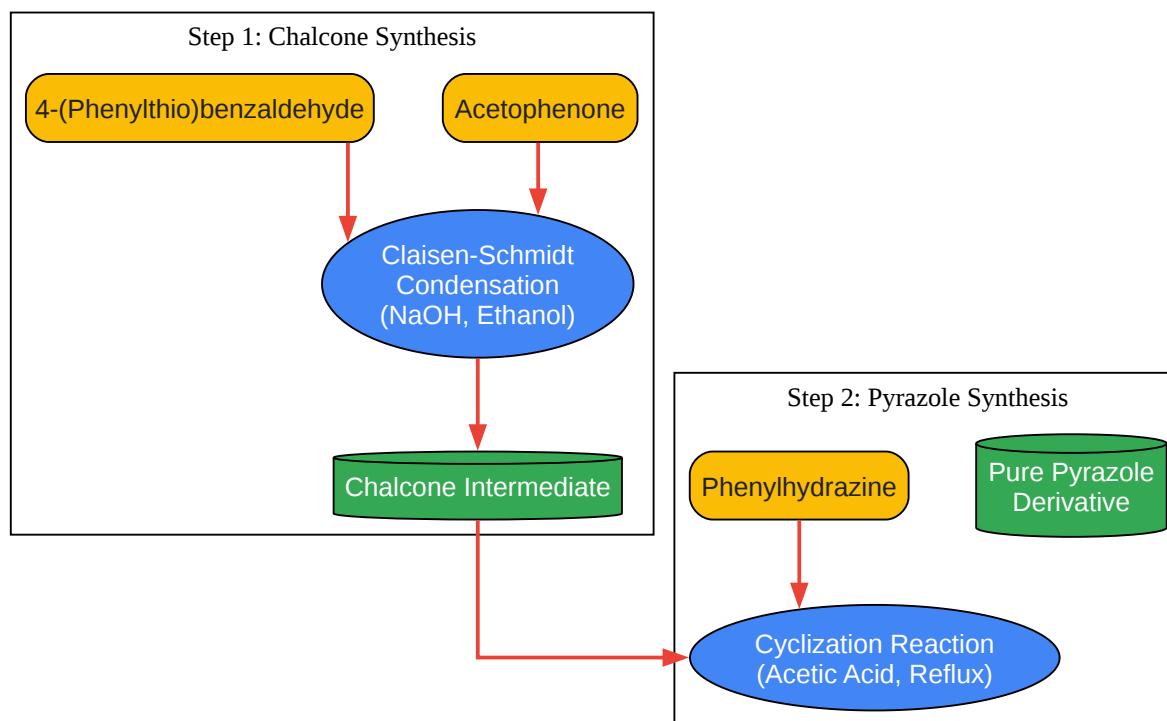 Step 1: Chalcone Synthesis
4-(Phenylthio)benzaldehyde
Acetophenone
Claisen-Schmidt
Condensation
(NaOH, Ethanol)
Chalcone Intermediate
Step 2: Pyrazole Synthesis
Phenylhydrazine
Pure Pyrazole
Derivative
Cyclization Reaction
(Acetic Acid, Reflux)